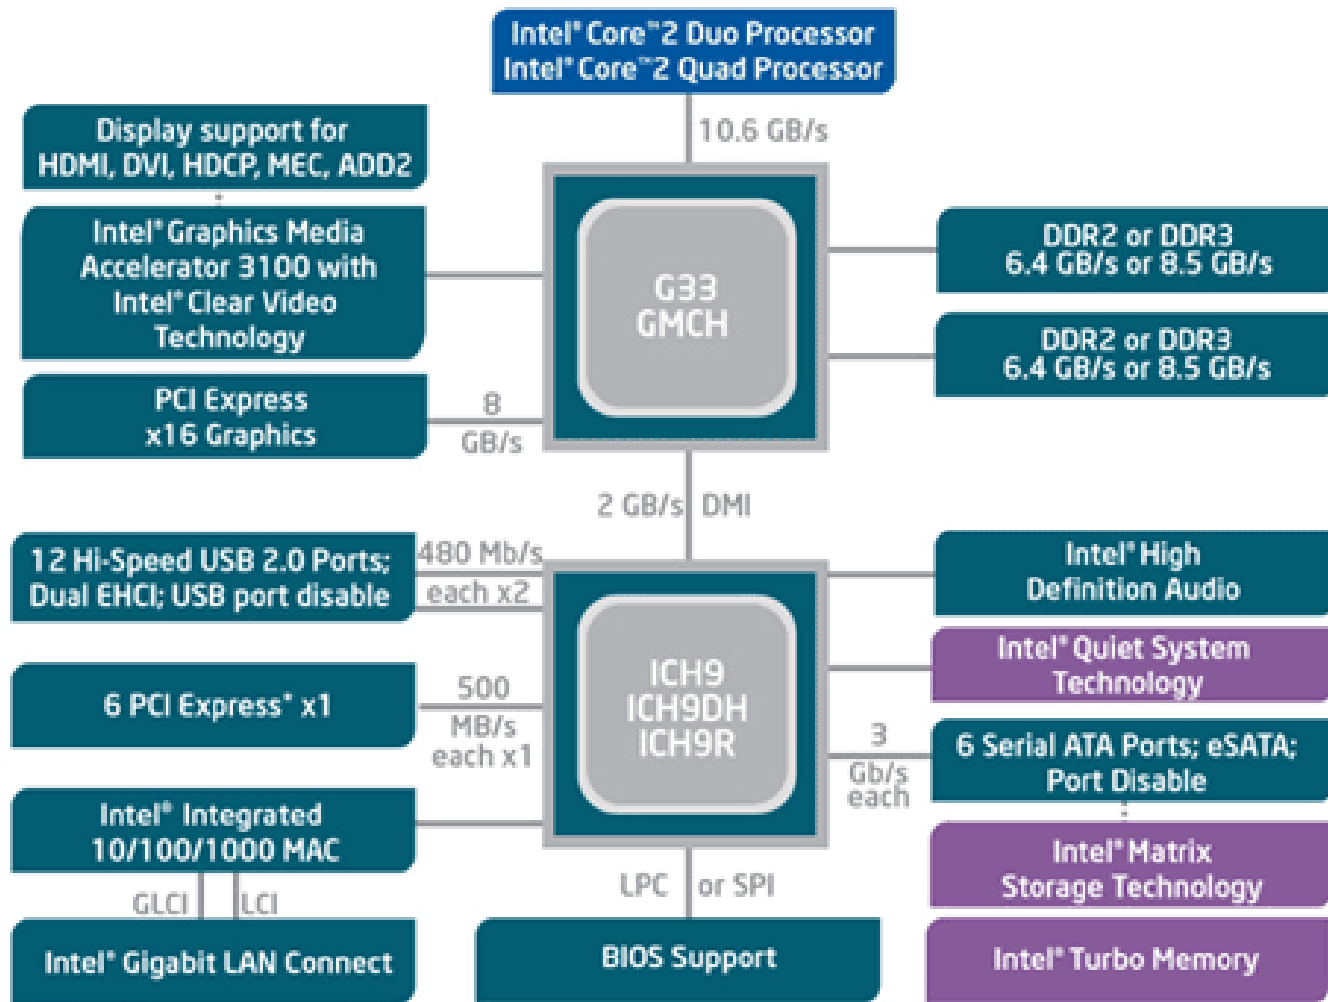 Intel® Core™2 Duo Processor
Intel® Core™2 Quad Processor
10.6 GB/s
Display support for
HDMI, DVI, HDCP, MEC, ADD2
Intel® Graphics Media
Accelerator 3100 with
Intel® Clear Video
Technology
PCI Express
x16 Graphics
8
GB/s
G33
GMCH
DDR2 or DDR3
6.4 GB/s or 8.5 GB/s
DDR2 or DDR3
6.4 GB/s or 8.5 GB/s
2 GB/s DMI
12 Hi-Speed USB 2.0 Ports;
Dual EHCI; USB port disable
480 Mb/s
each x2
6 PCI Express* x1
500
MB/s
each x1
Intel® Integrated
10/100/1000 MAC
GLCI LCI
Intel® Gigabit LAN Connect
ICH9
ICH9DH
ICH9R
Intel® High
Definition Audio
Intel® Quiet System
Technology
3
Gb/s
each
6 Serial ATA Ports; eSATA;
Port Disable
Intel® Matrix
Storage Technology
Intel® Turbo Memory
LPC or SPI
BIOS Support